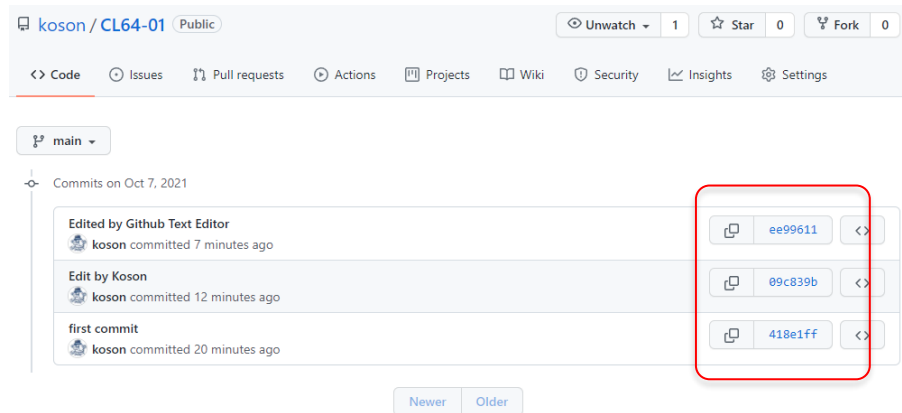 koson / CL64-01 Public
Unwatch 1 Star 0 Fork 0
Code Issues Pull requests Actions Projects Wiki Security Insights Settings
main
Commits on Oct 7, 2021
Edited by Github Text Editor
koson committed 7 minutes ago
ee99611
Edit by Koson
koson committed 12 minutes ago
09c839b
first commit
koson committed 20 minutes ago
418e1ff
Newer Older